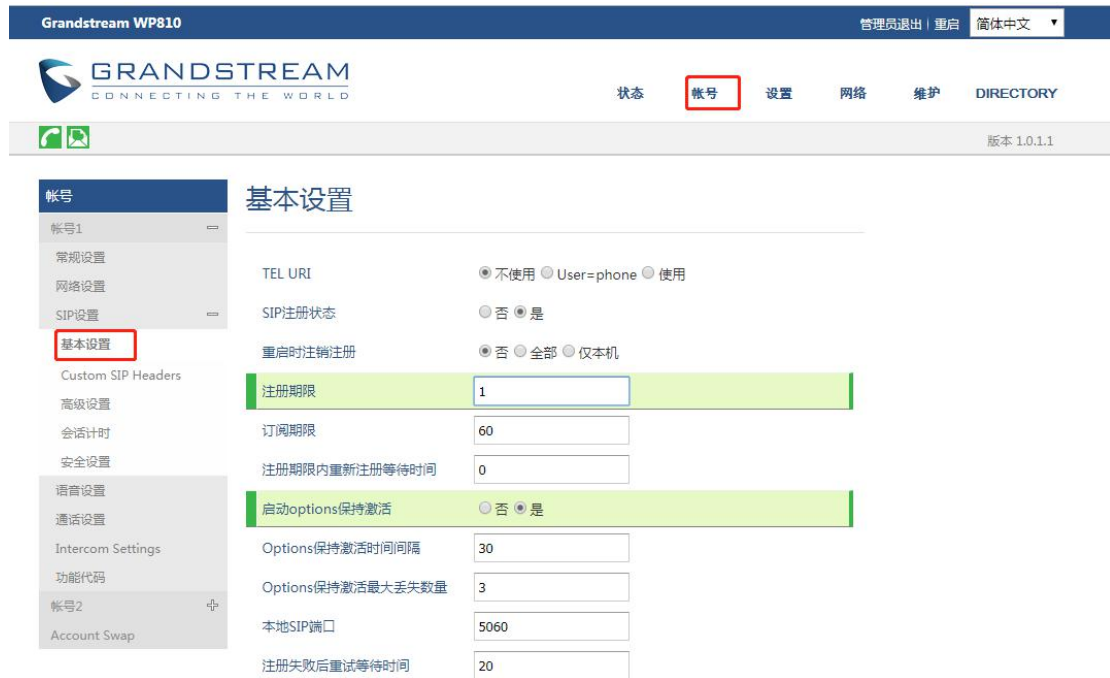 Grandstream WP810
管理员退出 | 重启 简体中文
GRANDSTREAM
CONNECTING THE WORLD
状态 帐号 设置 网络 维护 DIRECTORY
版本 1.0.1.1
帐号
帐号1
常规设置
网络设置
SIP设置
基本设置
Custom SIP Headers
高级设置
会话计时
安全设置
语音设置
通话设置
Intercom Settings
功能代码
帐号2
Account Swap
基本设置
TEL URI 不使用 User=phone 使用
SIP注册状态 否 是
重启时注销注册 否 全部 仅本机
注册期限 1
订阅期限 60
注册期限内重新注册等待时间 0
启动options保持激活 否 是
Options保持激活时间间隔 30
Options保持激活最大丢失数量 3
本地SIP端口 5060
注册失败后重试等待时间 20